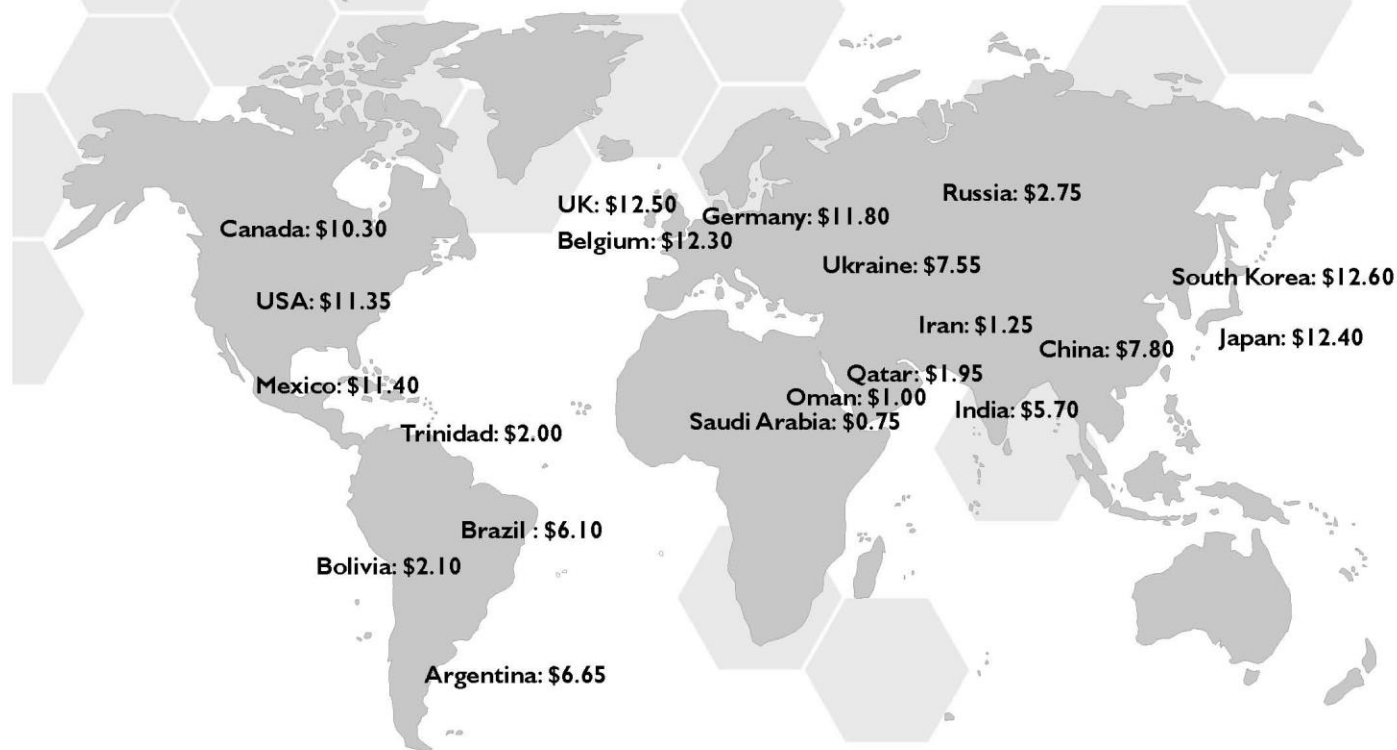 Russia: $2.75
UK: $12.50
Germany: $11.80
Canada: $10.30
Belgium: $12.30
Ukraine: $7.55
South Korea: $12.60
USA: $11.35
Iran: $1.25
Japan: $12.40
China: $7.80
Qatar: $1.95
Mexico: $11.40
Oman: $1.00
India: $5.70
Saudi Arabia: $0.75
Trinidad: $2.00
Brazil : $6.10
Bolivia: $2.10
Argentina: $6.65